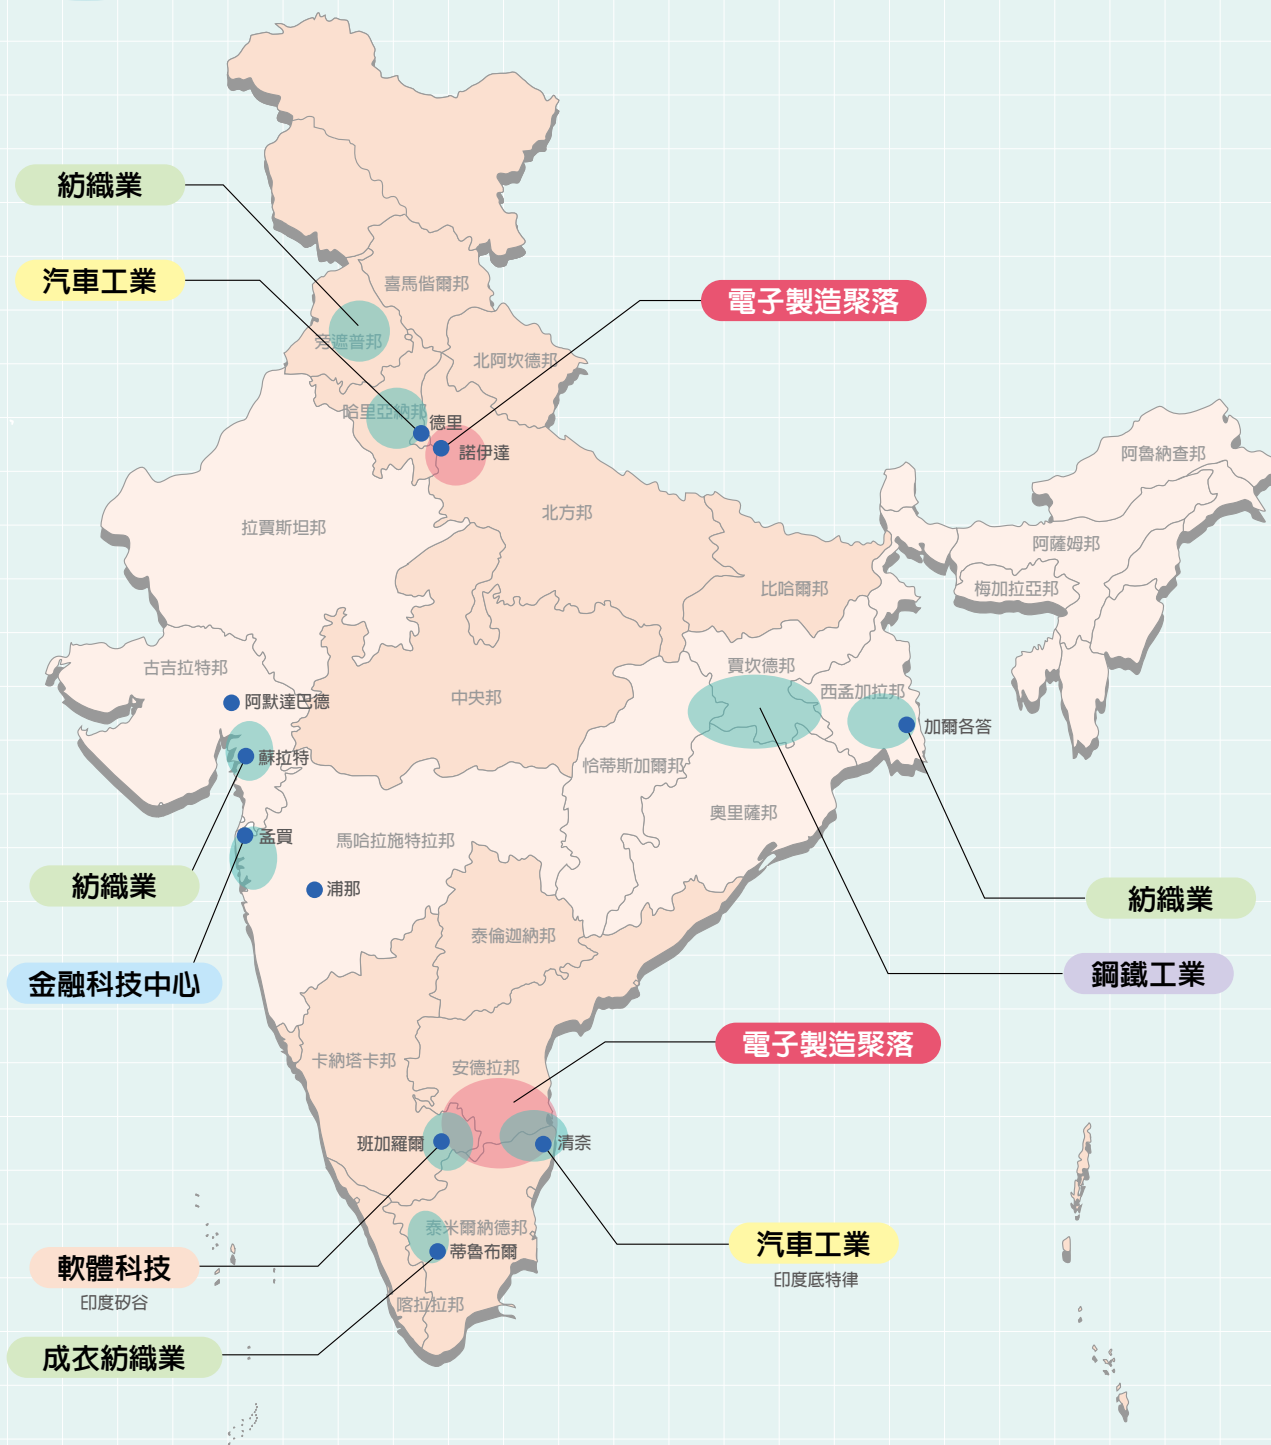 紡織業
汽車工業
喜馬偕爾邦
電子製造聚落
旁遮普邦
北阿坎德邦
哈里亞納邦
德里
諾伊達
阿魯納查邦
北方邦
拉賈斯坦邦
阿薩姆邦
比哈爾邦
梅加拉亞邦
古吉拉特邦
賈坎德邦
西孟加拉邦
中央邦
阿默達巴德
加爾各答
蘇拉特
恰蒂斯加爾邦
奧里薩邦
孟買
馬哈拉施特拉邦
紡織業
浦那
紡織業
泰倫迦納邦
鋼鐵工業
金融科技中心
電子製造聚落
卡納塔卡邦
安德拉邦
班加羅爾
清奈
泰米爾納德邦
汽車工業
蒂魯布爾
軟體科技
印度底特律
印度矽谷
喀拉拉邦
成衣紡織業